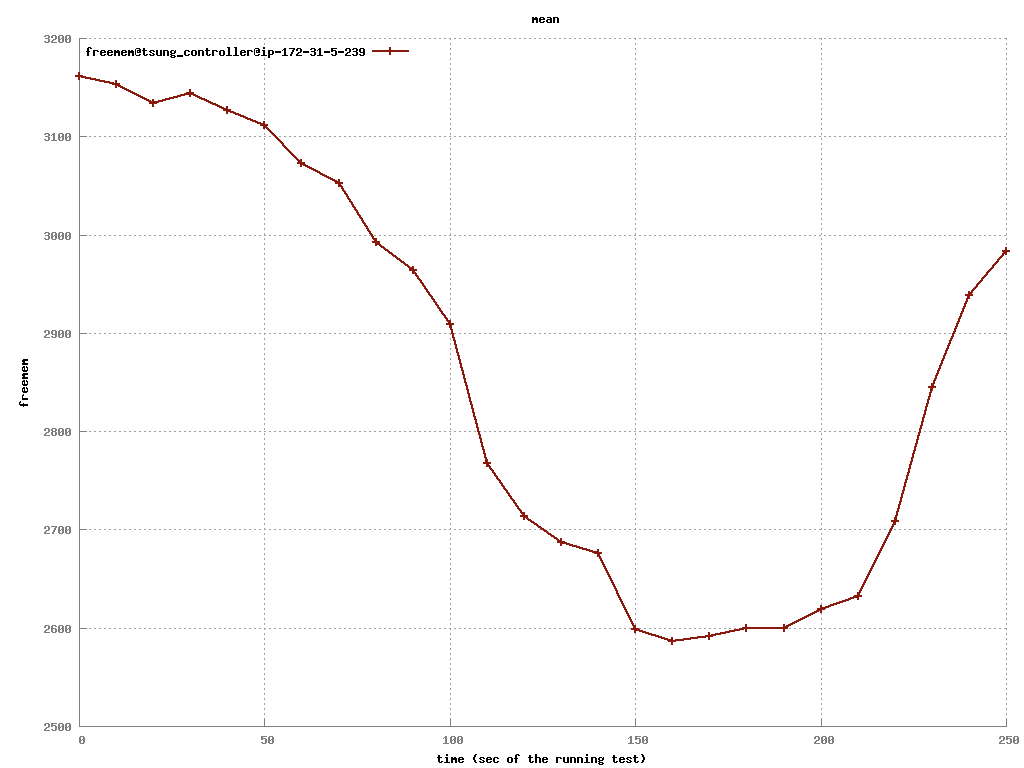 mean
3200
freemem@tsung_controller@ip-172-31-5-239
3100
3000
2900
freemem
2800
2700
2600
2500
0 50 100 150 200 250
time (sec of the running test)